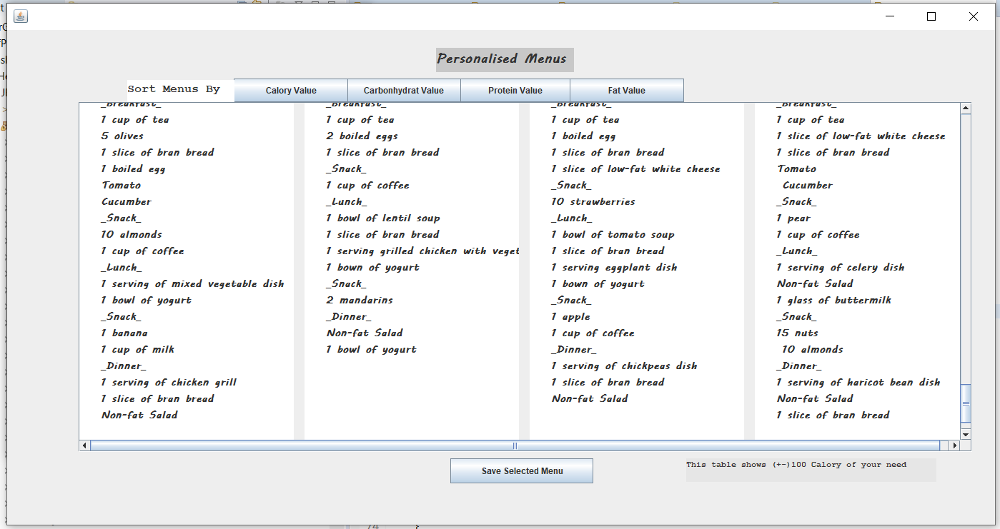 Personalised Menus
Sort Menus By
Calory Value
Carbonhydrat Value
Protein Value
Fat Value
_Breakfast_
1 cup of tea
5 olives
1 slice of bran bread
1 boiled egg
Tomato
Cucumber
_Snack_
10 almonds
1 cup of coffee
_Lunch_
1 serving of mixed vegetable dish
1 bowl of yogurt
_Snack_
1 banana
1 cup of milk
_Dinner_
1 serving of chicken grill
1 slice of bran bread
Non-fat Salad
_Breakfast_
1 cup of tea
2 boiled eggs
1 slice of bran bread
_Snack_
1 cup of coffee
_Lunch_
1 bowl of lentil soup
1 slice of bran bread
1 serving grilled chicken with veget
1 bown of yogurt
_Snack_
2 mandarins
_Dinner_
Non-fat Salad
1 bowl of yogurt
_Breakfast_
1 cup of tea
1 boiled egg
1 slice of bran bread
1 slice of low-fat white cheese
_Snack_
10 strawberries
_Lunch_
1 bowl of tomato soup
1 slice of bran bread
1 serving eggplant dish
1 bown of yogurt
_Snack_
1 apple
1 cup of coffee
_Dinner_
1 serving of chickpeas dish
1 slice of bran bread
Non-fat Salad
_Breakfast_
1 cup of tea
1 slice of low-fat white cheese
1 slice of bran bread
Tomato
Cucumber
_Snack_
1 pear
1 cup of coffee
_Lunch_
1 serving of celery dish
Non-fat Salad
1 glass of buttermilk
_Snack_
15 nuts
10 almonds
_Dinner_
1 serving of haricot bean dish
Non-fat Salad
1 slice of bran bread
Save Selected Menu
This table shows (+-)100 Calory of your need